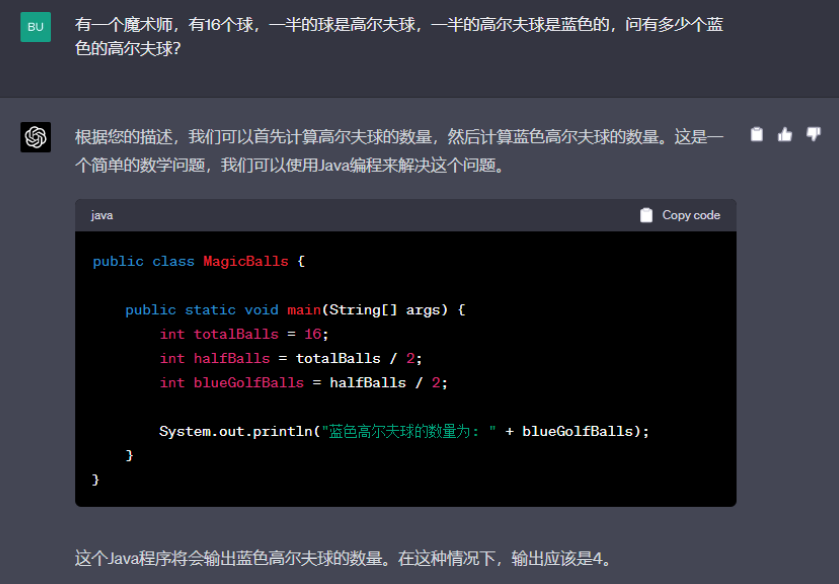 BU
有一个魔术师，有16个球，一半的球是高尔夫球，一半的高尔夫球是蓝色的，问有多少个蓝
色的高尔夫球？
根据您的描述，我们可以首先计算高尔夫球的数量，然后计算蓝色高尔夫球的数量。这是一
个简单的数学问题，我们可以使用Java编程来解决这个问题。
java
Copy code
public class MagicBalls {
    public static void main(String[] args) {
        int totalBalls = 16;
        int halfBalls = totalBalls / 2;
        int blueGolfBalls = halfBalls / 2;
        System.out.println("蓝色高尔夫球的数量为: " + blueGolfBalls);
    }
}
这个Java程序将会输出蓝色高尔夫球的数量。在这种情况下，输出应该是4。